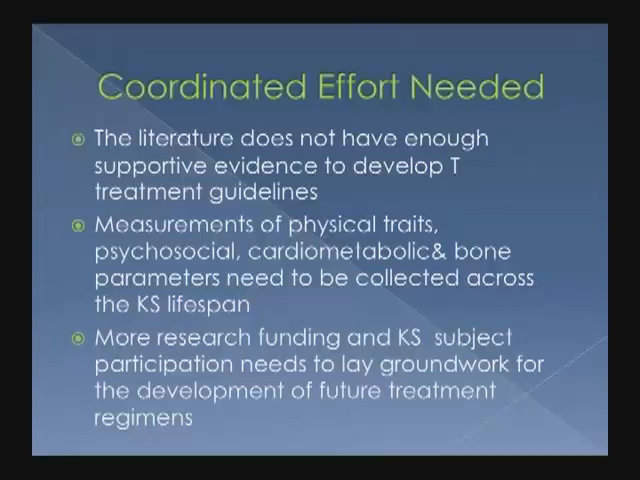 Coordinated Effort Needed
The literature does not have enough
supportive evidence to develop T
treatment guidelines
Measurements of physical traits,
psychosocial, cardiometabolic& bone
parameters need to be collected across
the KS lifespan
More research funding and KS subject
participation needs to lay groundwork for
the development of future treatment
regimens